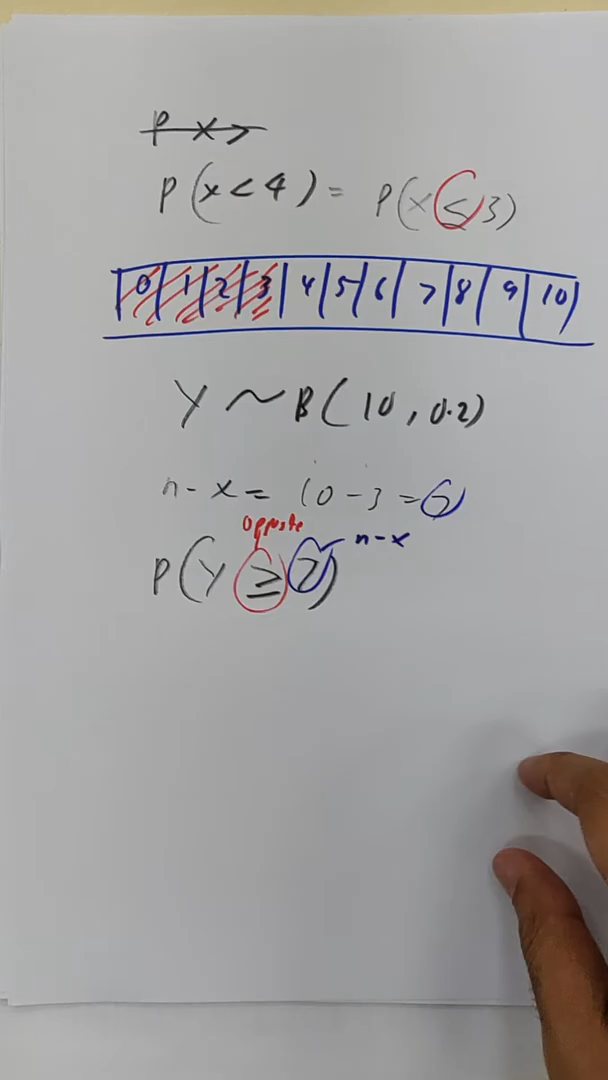 P X >
P(x<4) = P(x≤3)
0 | 1 | 2 | 3 | 4 | 5 | 6 | 7 | 8 | 9 | 10
Y ~ B(10, 0.2)
n-x = 10-3 = 7
opposite
P(Y ≥ 7) n-x